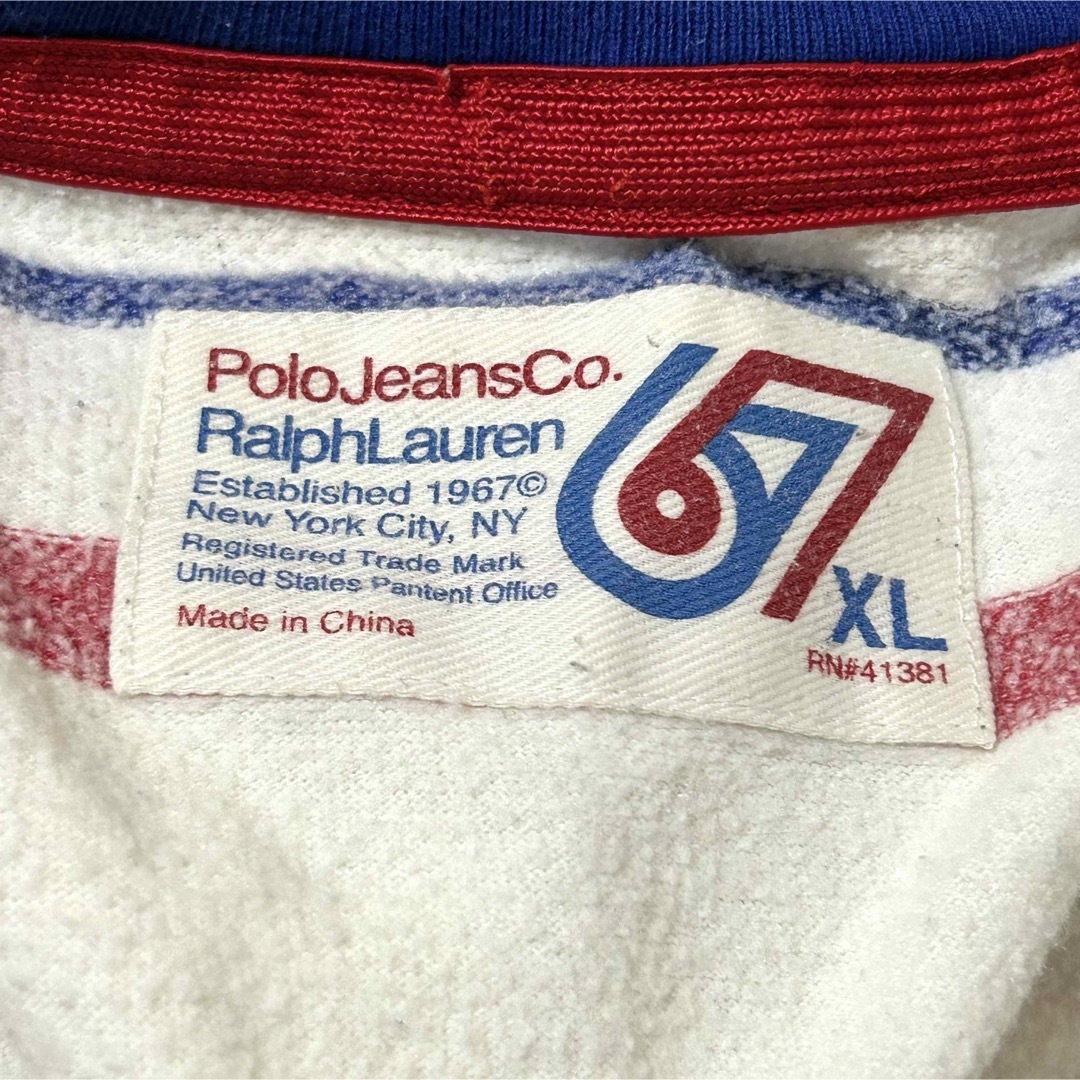 PoloJeansCo.
RalphLauren
Established 1967©
New York City, NY
Registered Trade Mark
United States Pantent Office
Made in China
67
XL
RN#41381